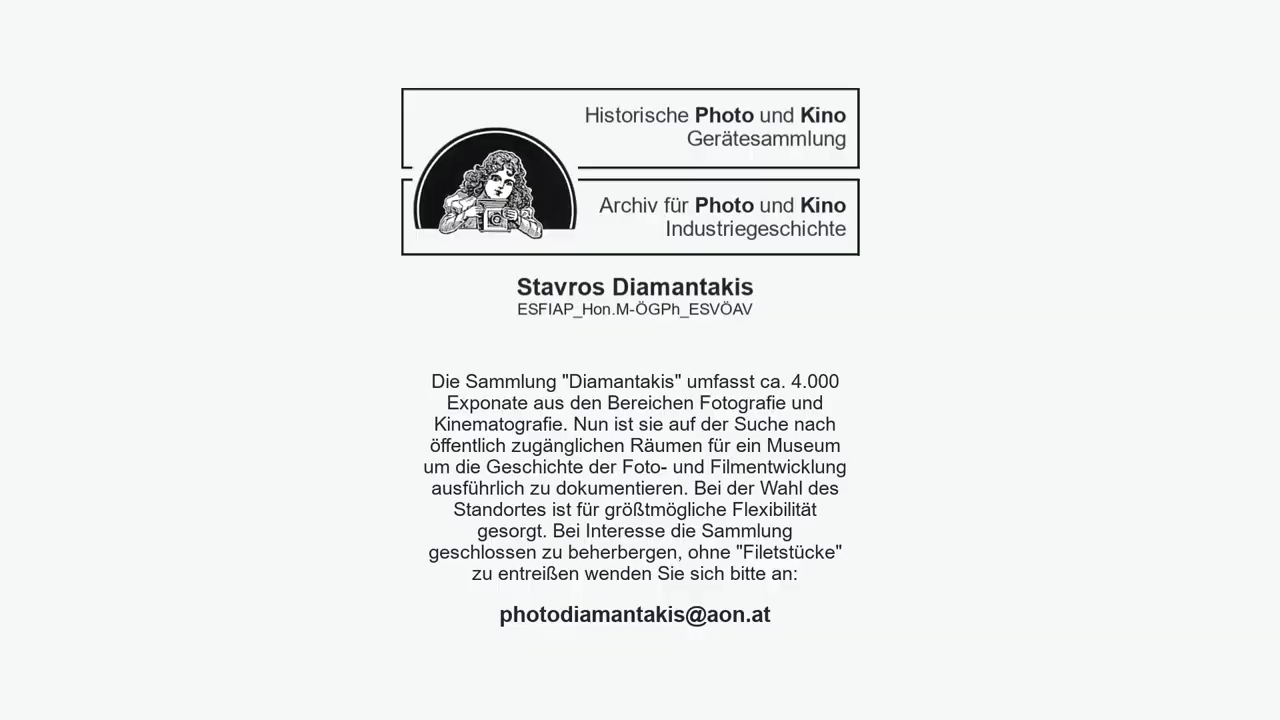 Historische Photo und Kino
Gerätesammlung
Archiv für Photo und Kino
Industriegeschichte
Stavros Diamantakis
ESFIAP_Hon.M-ÖGPh_ESVÖAV
Die Sammlung "Diamantakis" umfasst ca. 4.000
Exponate aus den Bereichen Fotografie und
Kinematografie. Nun ist sie auf der Suche nach
öffentlich zugänglichen Räumen für ein Museum
um die Geschichte der Foto- und Filmentwicklung
ausführlich zu dokumentieren. Bei der Wahl des
Standortes ist für größtmögliche Flexibilität
gesorgt. Bei Interesse die Sammlung
geschlossen zu beherbergen, ohne "Filetstücke"
zu entreißen wenden Sie sich bitte an:
photodiamantakis@aon.at